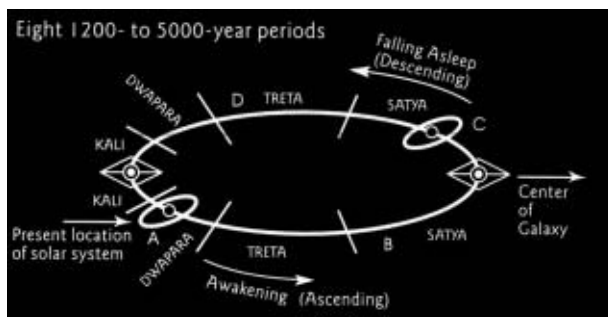 Eight 1200- to 5000-year periods
Falling Asleep
(Descending)
DWAPARA
D
TRETA
SATYA
C
KALI
KALI
Center
of
Galaxy
Present location
of solar system
A
DWAPARA
TRETA
B
SATYA
Awakening (Ascending)